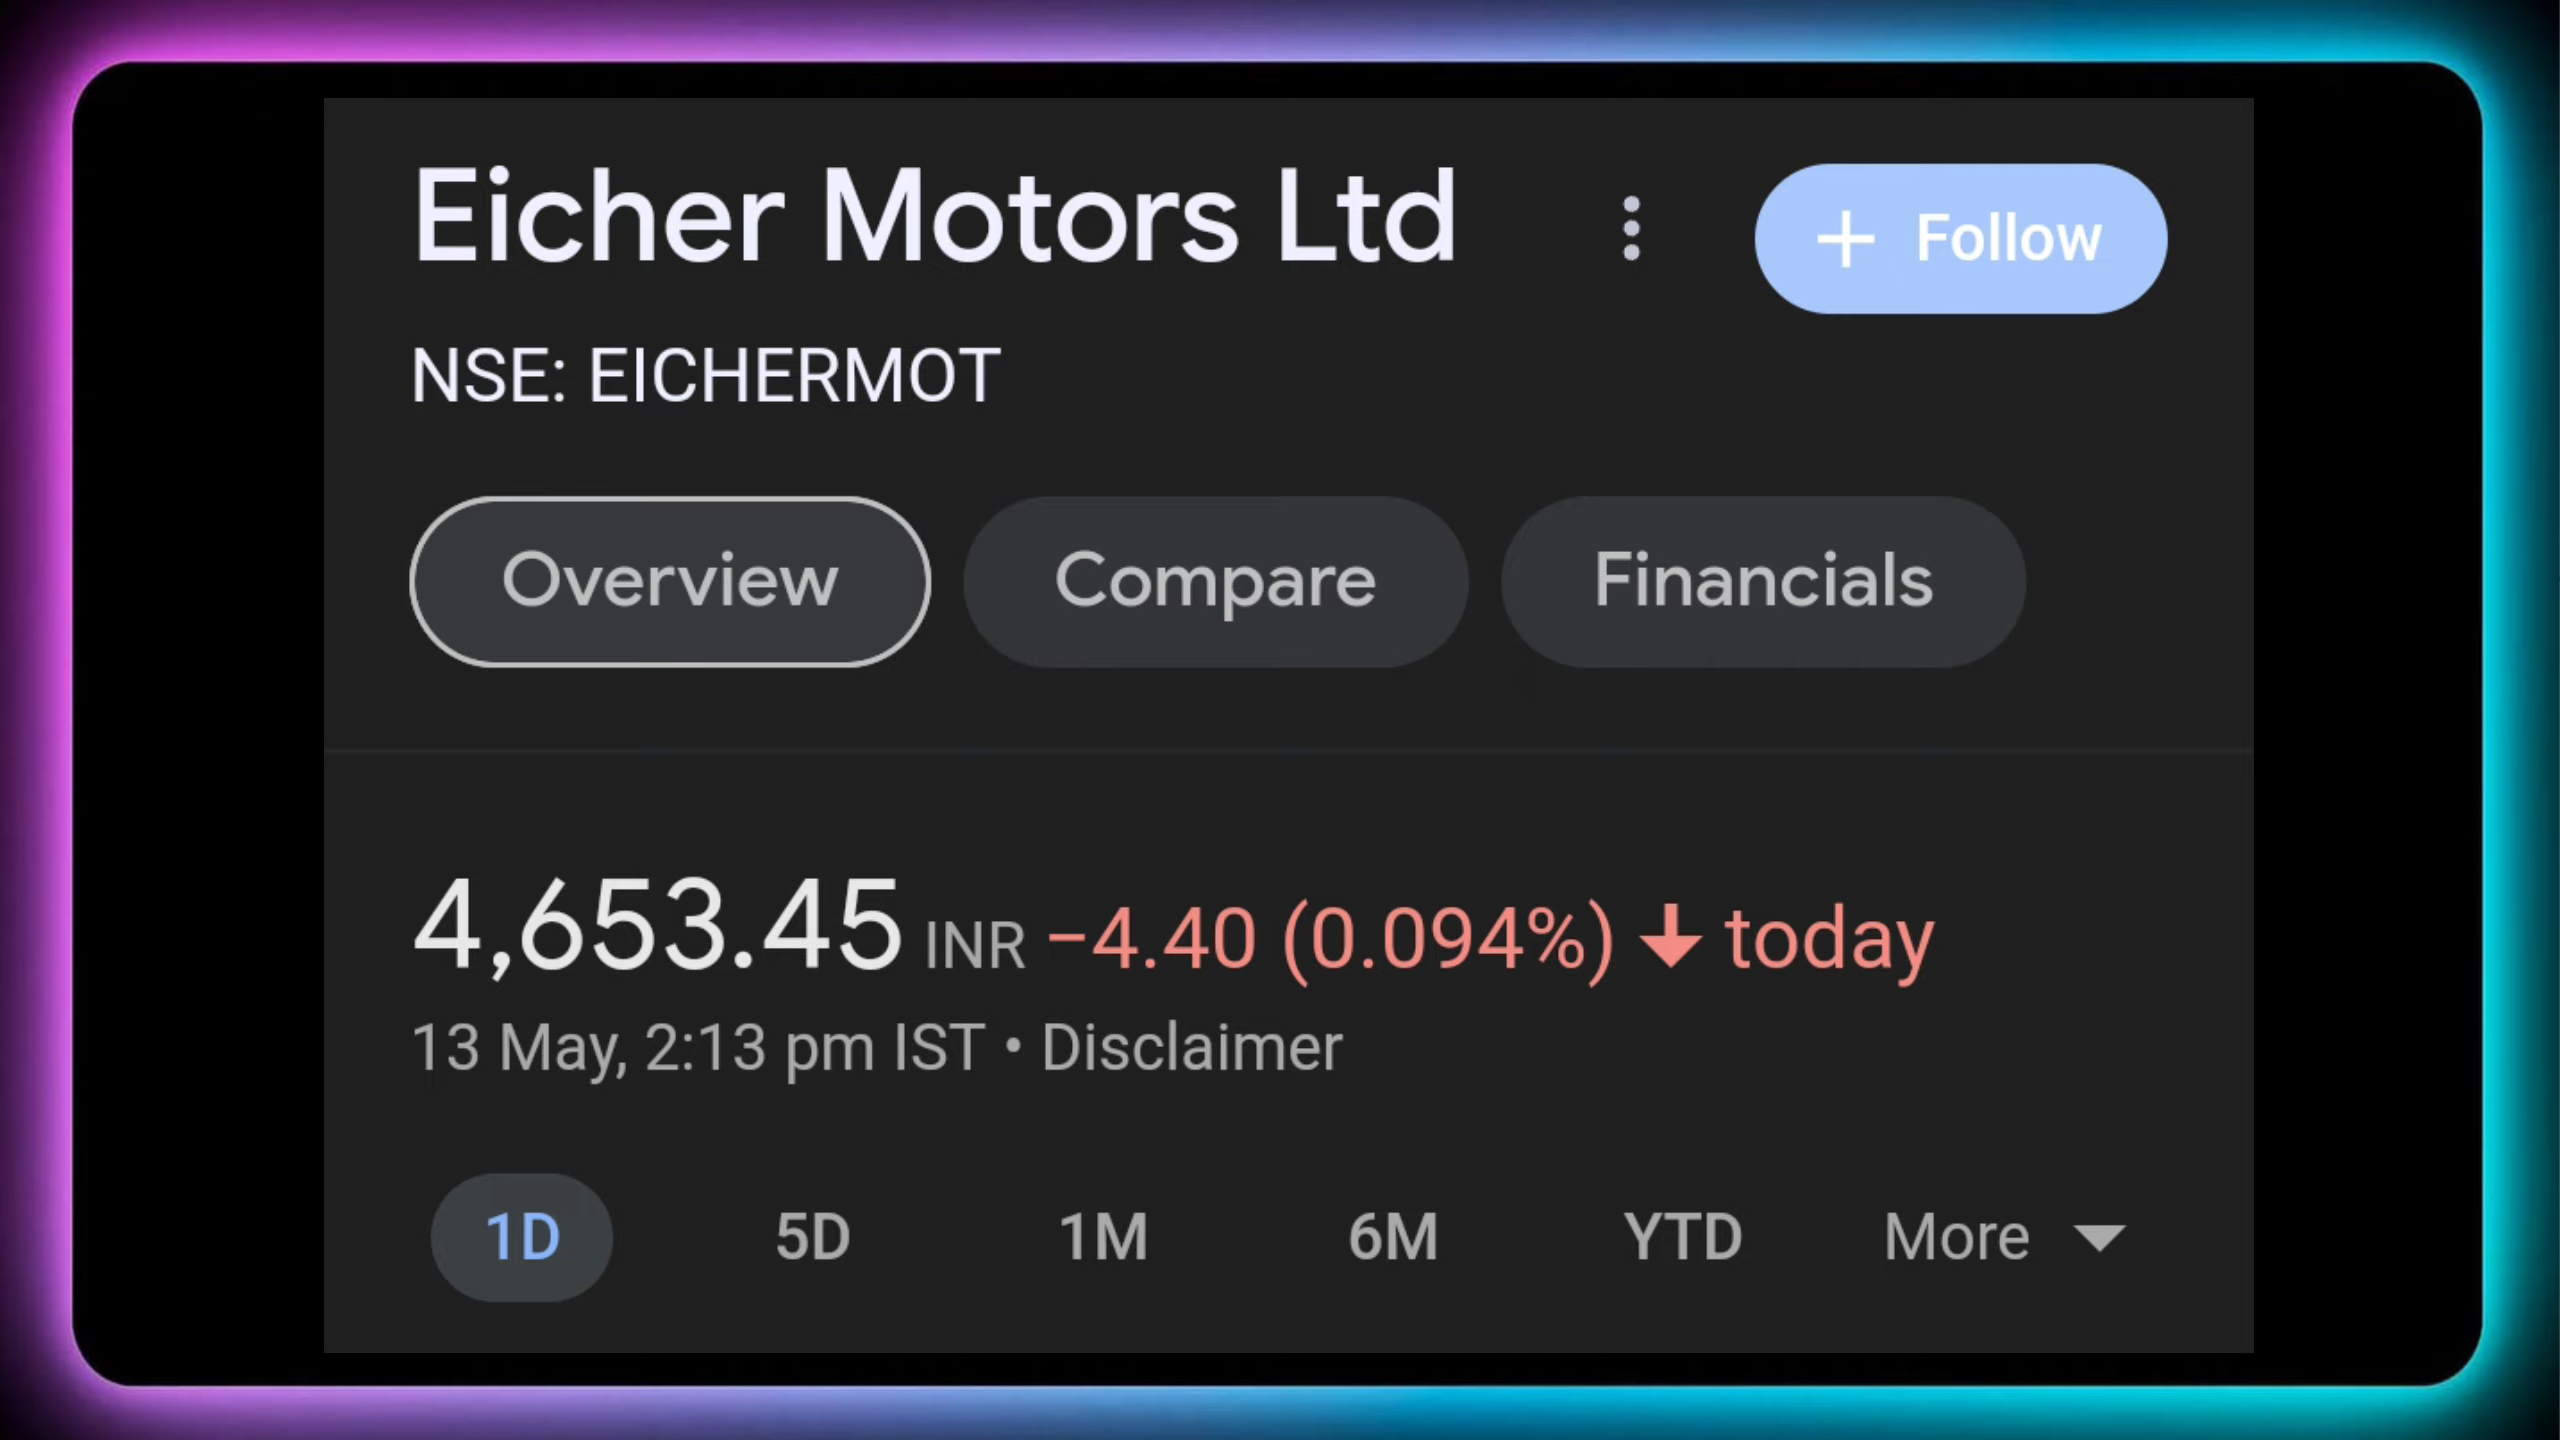 Eicher Motors Ltd
+ Follow
NSE: EICHERMOT
Overview Compare Financials
4,653.45 INR −4.40 (0.094%) ↓ today
13 May, 2:13 pm IST • Disclaimer
1D 5D 1M 6M YTD More